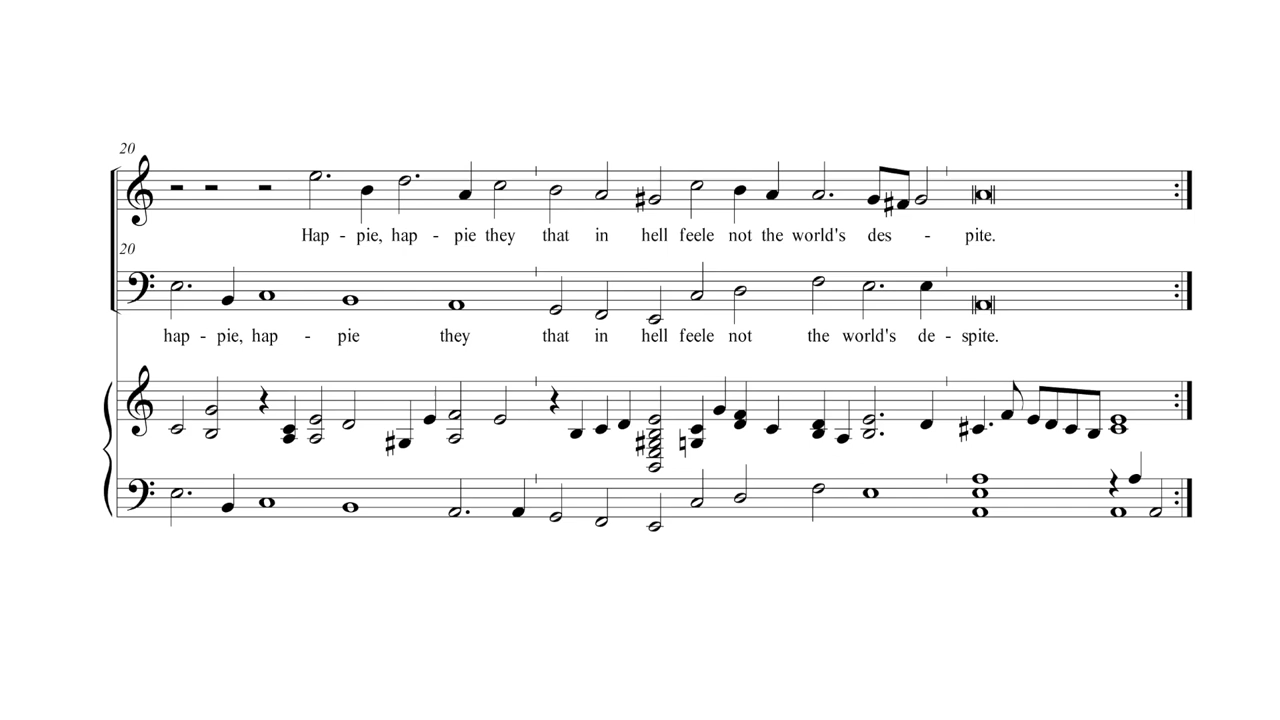 20
Hap - pie, hap - pie they that in hell feele not the world's des - pite.
20
hap - pie, hap - pie they that in hell feele not the world's de - spite.